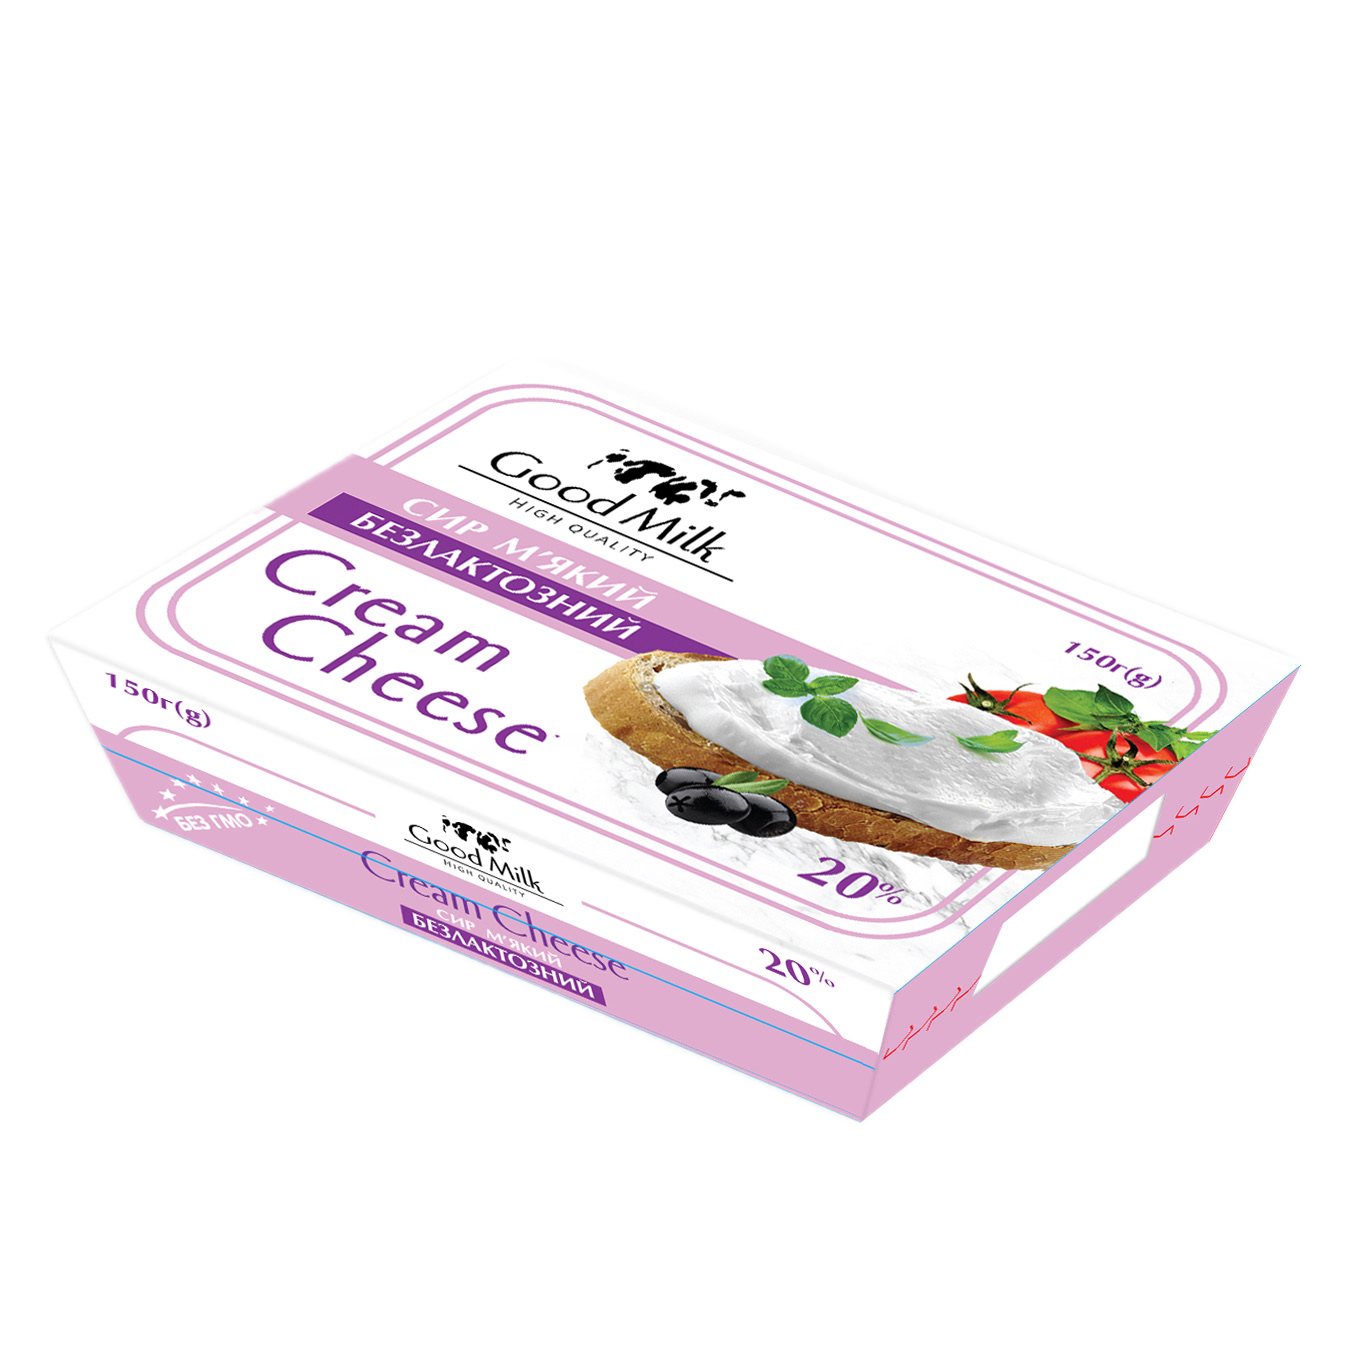 Good Milk
HIGH QUALITY
СИР М'ЯКИЙ
БЕЗЛАКТОЗНИЙ
Cream
Cheese
150г(g)
20%
150г(g)
БЕЗ ГМО
Good Milk
HIGH QUALITY
Cream Cheese
СИР М'ЯКИЙ
БЕЗЛАКТОЗНИЙ
20%